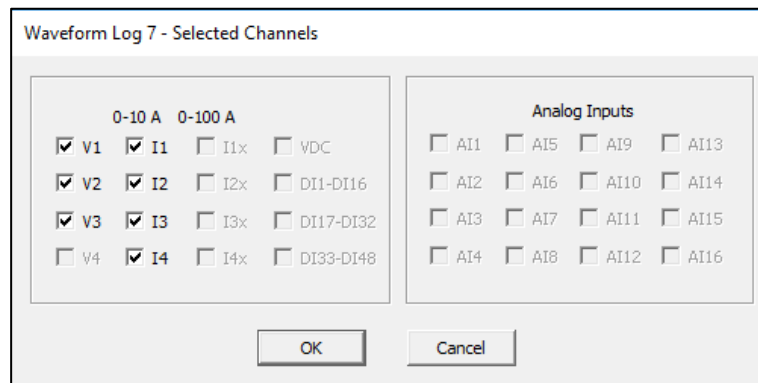 Waveform Log 7 - Selected Channels
0-10 A 0-100 A
V1 I1 I1x VDC
V2 I2 I2x DI1-DI16
V3 I3 I3x DI17-DI32
V4 I4 I4x DI33-DI48
Analog Inputs
AI1 AI5 AI9 AI13
AI2 AI6 AI10 AI14
AI3 AI7 AI11 AI15
AI4 AI8 AI12 AI16
OK Cancel